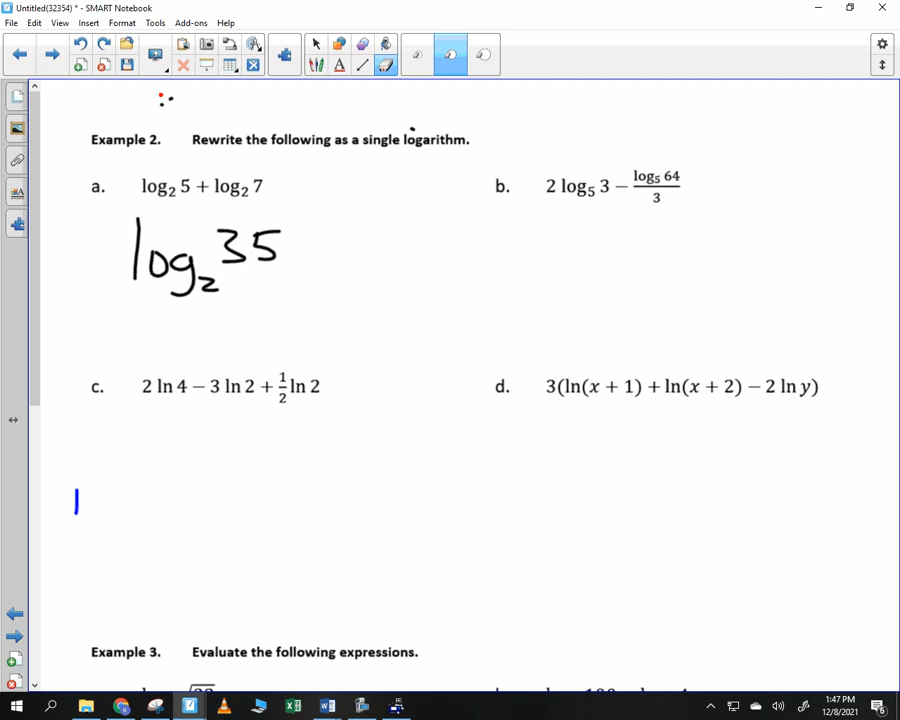 Untitled(32354) * - SMART Notebook
File Edit View Insert Format Tools Add-ons Help
Example 2. Rewrite the following as a single logarithm.
a. log₂ 5 + log₂ 7
b. 2 log₅ 3 − log₅ 64 / 3
log₂ 35
c. 2 ln 4 − 3 ln 2 + 1/2 ln 2
d. 3(ln(x + 1) + ln(x + 2) − 2 ln y)
Example 3. Evaluate the following expressions.
1:47 PM
12/8/2021
6